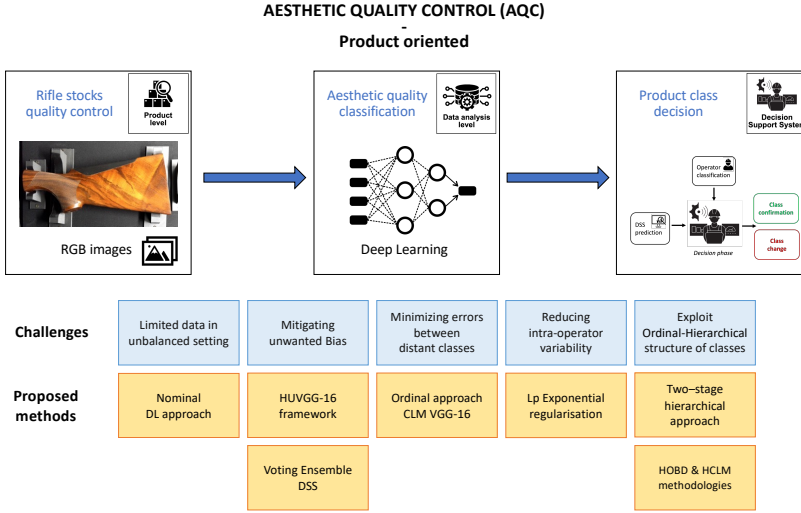 AESTHETIC QUALITY CONTROL (AQC)
-
Product oriented
Rifle stocks
quality control
Product
level
RGB images
Aesthetic quality
classification
Data analysis
level
Deep Learning
Product class
decision
Decision
Support System
Operator
classification
DSS
prediction
Decision phase
Class
confirmation
Class
change
Challenges
Limited data in
unbalanced setting
Mitigating
unwanted Bias
Minimizing errors
between
distant classes
Reducing
intra-operator
variability
Exploit
Ordinal-Hierarchical
structure of classes
Proposed
methods
Nominal
DL approach
HUVGG-16
framework
Ordinal approach
CLM VGG-16
Lp Exponential
regularisation
Two–stage
hierarchical
approach
Voting Ensemble
DSS
HOBD & HCLM
methodologies